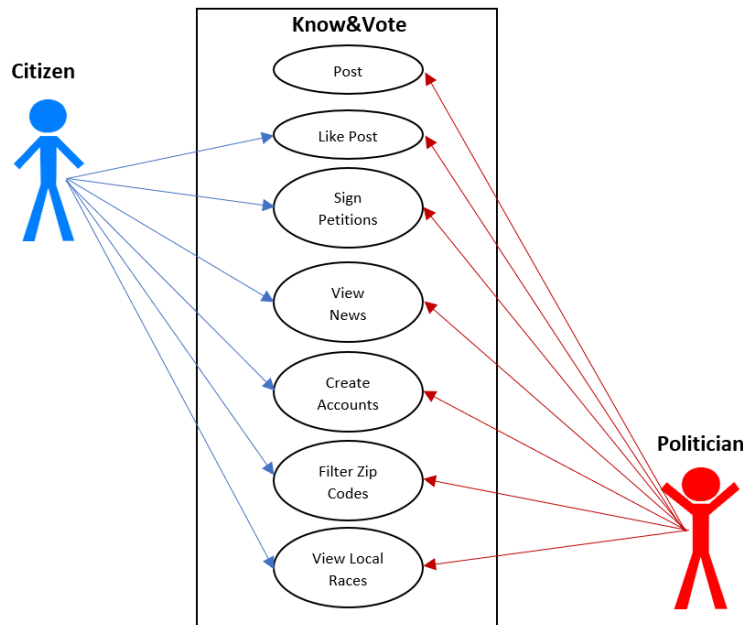 Know&Vote
Citizen
Post
Like Post
Sign
Petitions
View
News
Create
Accounts
Politician
Filter Zip
Codes
View Local
Races